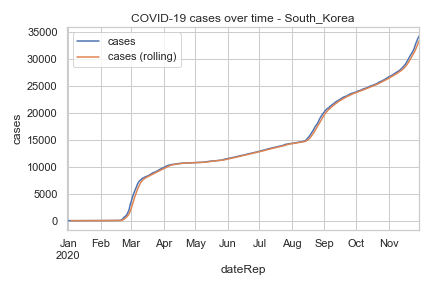 COVID-19 cases over time - South_Korea
35000
30000
25000
20000
15000
10000
5000
0
cases
cases
cases (rolling)
Jan Feb Mar Apr May Jun Jul Aug Sep Oct Nov
2020
dateRep